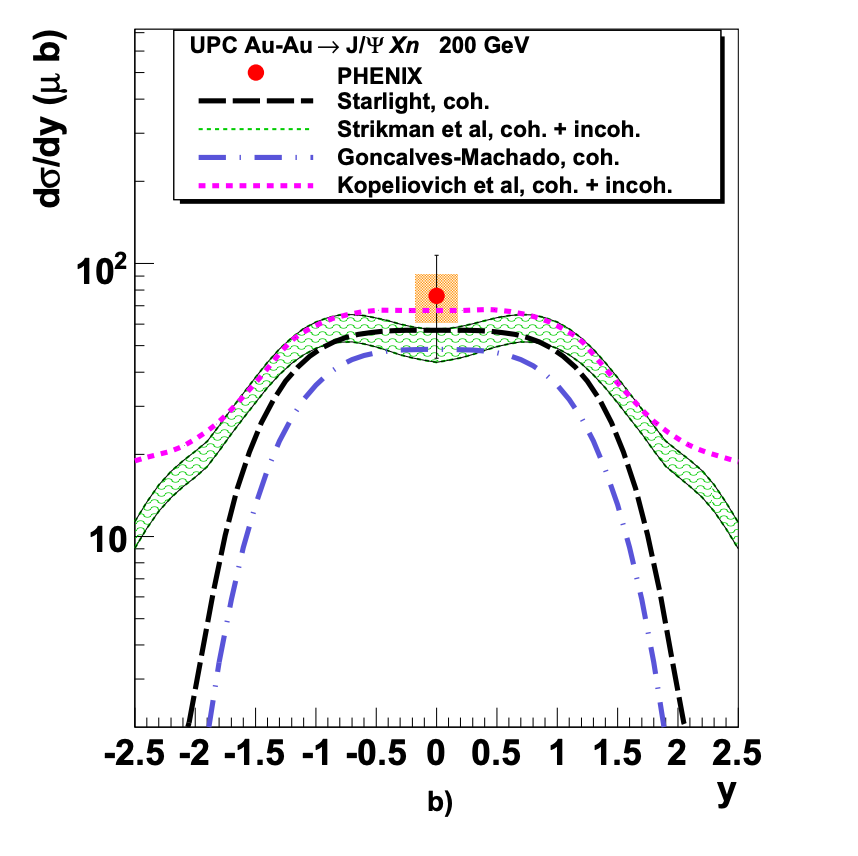 UPC Au-Au → J/Ψ Xn 200 GeV
PHENIX
Starlight, coh.
Strikman et al, coh. + incoh.
Goncalves-Machado, coh.
Kopeliovich et al, coh. + incoh.
dσ/dy (μ b)
10²
10
-2.5 -2 -1.5 -1 -0.5 0 0.5 1 1.5 2 2.5
y
b)